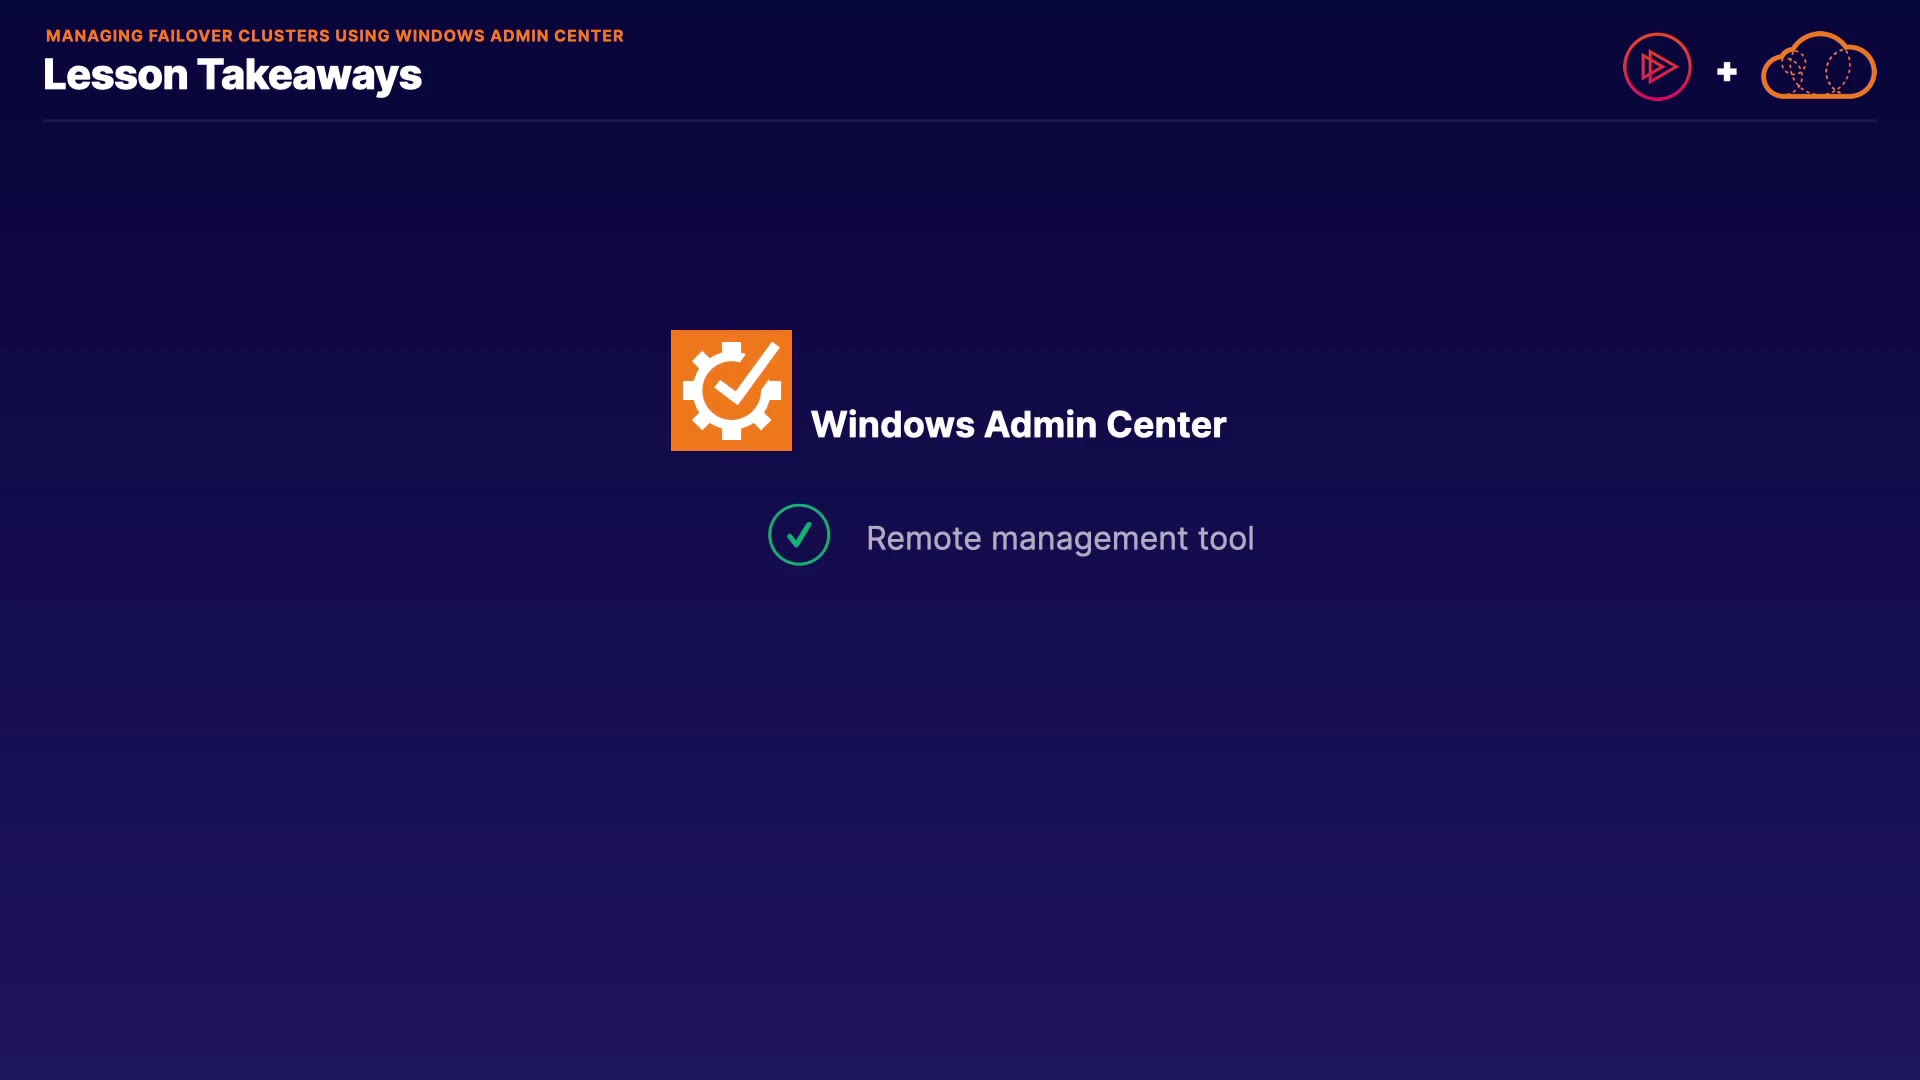 MANAGING FAILOVER CLUSTERS USING WINDOWS ADMIN CENTER
Lesson Takeaways
Windows Admin Center
Remote management tool